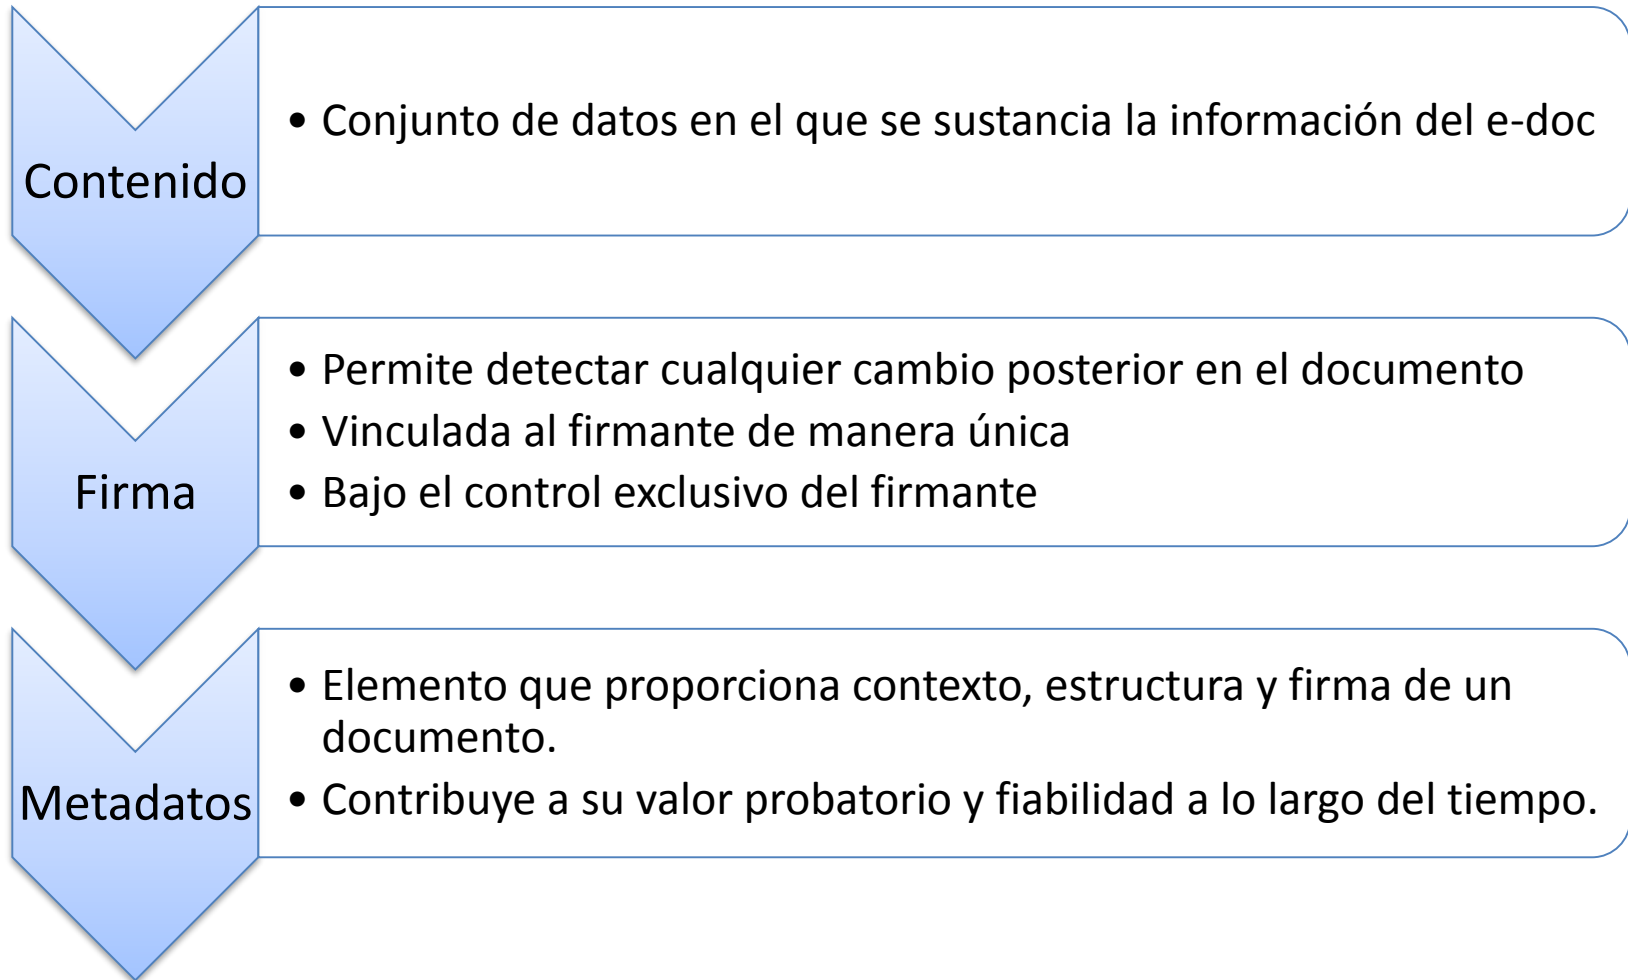 Contenido
• Conjunto de datos en el que se sustancia la información del e-doc
Firma
• Permite detectar cualquier cambio posterior en el documento
• Vinculada al firmante de manera única
• Bajo el control exclusivo del firmante
Metadatos
• Elemento que proporciona contexto, estructura y firma de un
documento.
• Contribuye a su valor probatorio y fiabilidad a lo largo del tiempo.